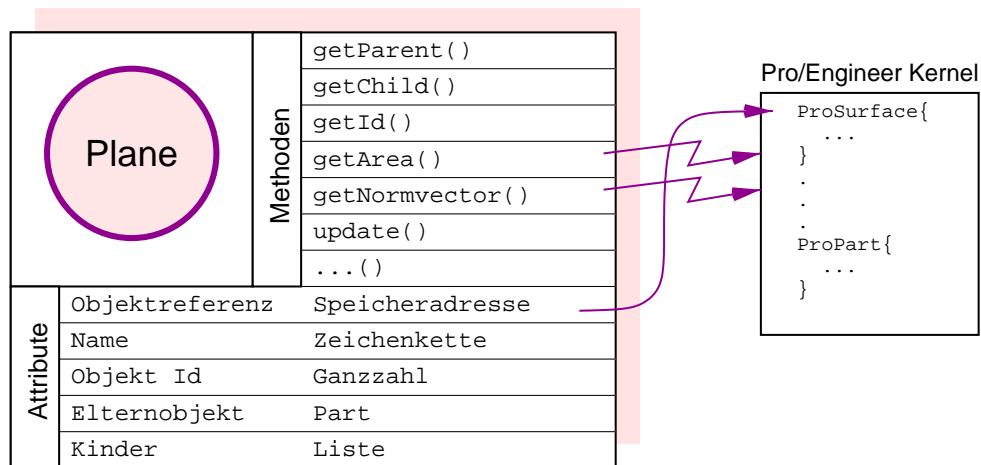 Plane
Methoden
getParent()
getChild()
getId()
getArea()
getNormvector()
update()
...()
Attribute
Objektreferenz Speicheradresse
Name Zeichenkette
Objekt Id Ganzzahl
Elternobjekt Part
Kinder Liste
Pro/Engineer Kernel
ProSurface{
...
}
.
.
.
ProPart{
...
}